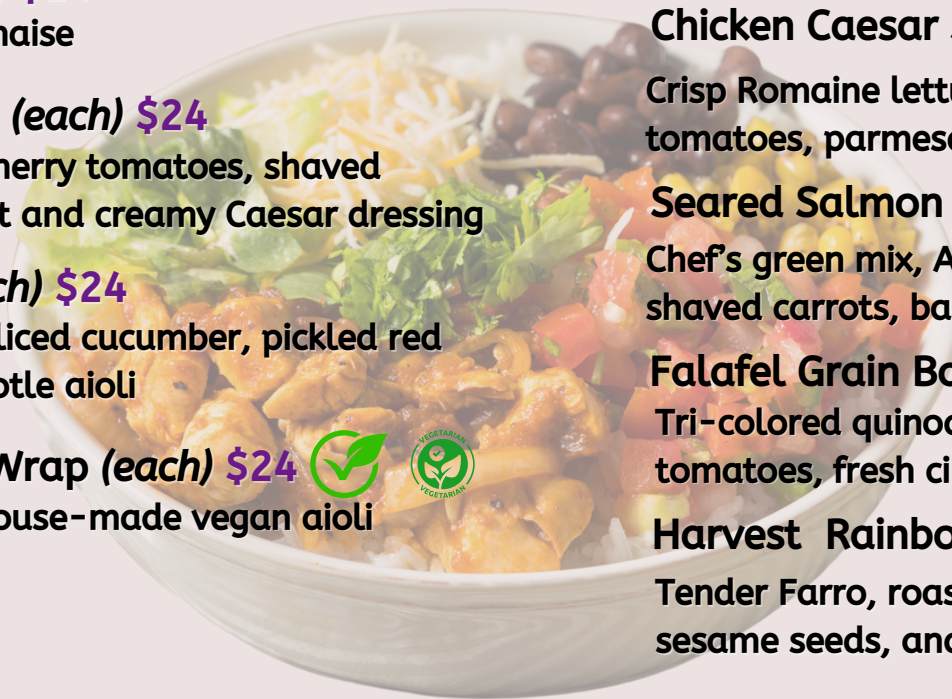 naise
(each) $24
herry tomatoes, shaved
t and creamy Caesar dressing
ch) $24
liced cucumber, pickled red
otle aioli
Wrap (each) $24
VEGETARIAN
VEGETARIAN
ouse-made vegan aioli
Chicken Caesar
Crisp Romaine lettu
tomatoes, parmesa
Seared Salmon
Chef's green mix, A
shaved carrots, ba
Falafel Grain Bo
Tri-colored quinoa
tomatoes, fresh ci
Harvest Rainbo
Tender Farro, roas
sesame seeds, and